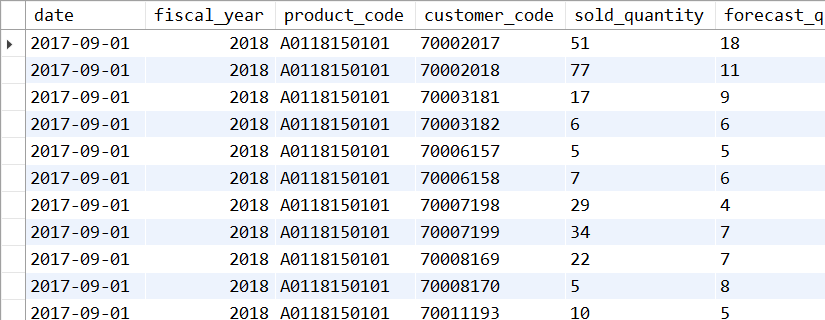 date fiscal_year product_code customer_code sold_quantity forecast_q
2017-09-01 2018 A0118150101 70002017 51 18
2017-09-01 2018 A0118150101 70002018 77 11
2017-09-01 2018 A0118150101 70003181 17 9
2017-09-01 2018 A0118150101 70003182 6 6
2017-09-01 2018 A0118150101 70006157 5 5
2017-09-01 2018 A0118150101 70006158 7 6
2017-09-01 2018 A0118150101 70007198 29 4
2017-09-01 2018 A0118150101 70007199 34 7
2017-09-01 2018 A0118150101 70008169 22 7
2017-09-01 2018 A0118150101 70008170 5 8
2017-09-01 2018 A0118150101 70011193 10 5